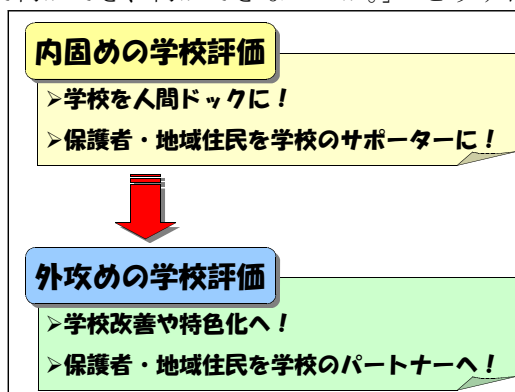 内固めの学校評価
➢学校を人間ドックに！
➢保護者・地域住民を学校のサポーターに！
外攻めの学校評価
➢学校改善や特色化へ！
➢保護者・地域住民を学校のパートナーへ！